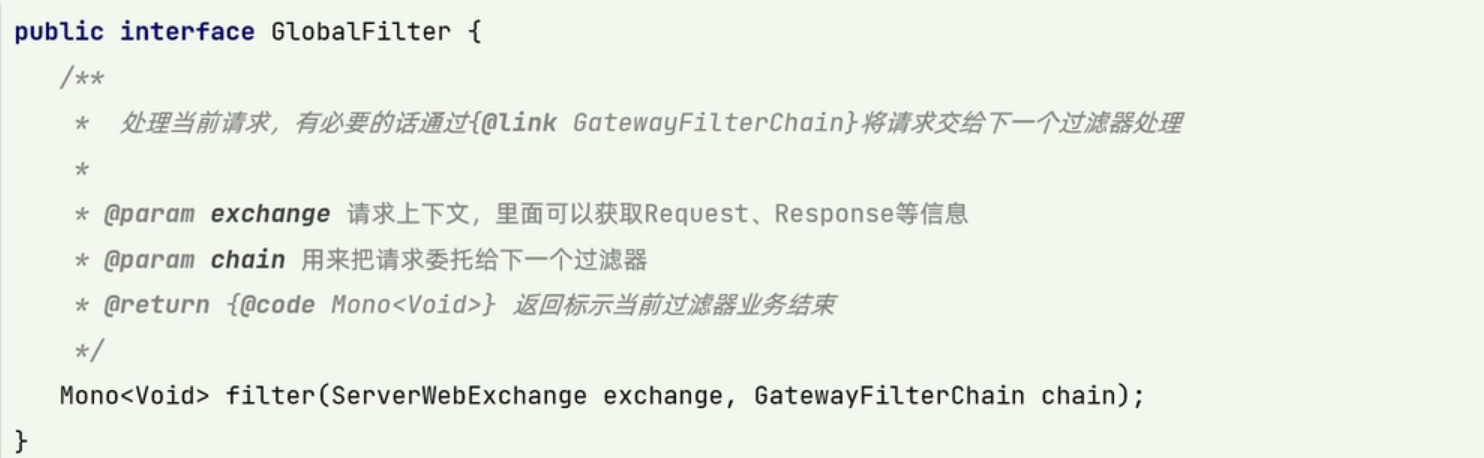 public interface GlobalFilter {
/**
* 处理当前请求，有必要的话通过{@link GatewayFilterChain}将请求交给下一个过滤器处理
*
* @param exchange 请求上下文，里面可以获取Request、Response等信息
* @param chain 用来把请求委托给下一个过滤器
* @return {@code Mono<Void>} 返回标示当前过滤器业务结束
*/
Mono<Void> filter(ServerWebExchange exchange, GatewayFilterChain chain);
}